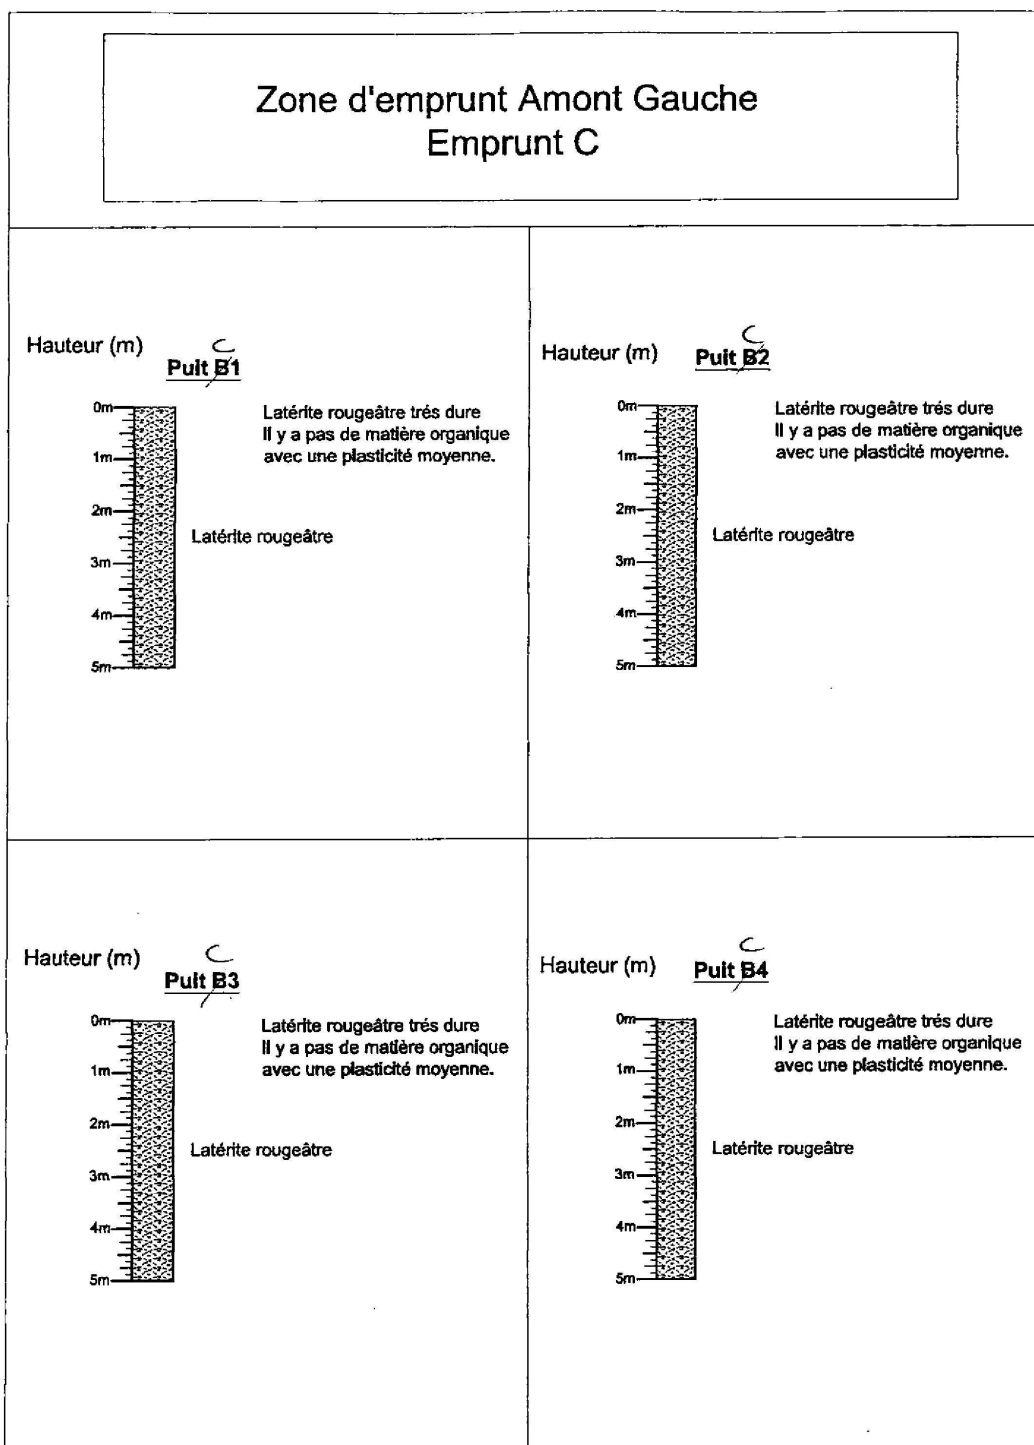 Zone d'emprunt Amont Gauche
Emprunt C
Hauteur (m)
C
Puit B1
0m
1m
2m
3m
4m
5m
Latérite rougeâtre trés dure
Il y a pas de matière organique
avec une plasticité moyenne.
Latérite rougeâtre
Hauteur (m)
C
Puit B2
0m
1m
2m
3m
4m
5m
Latérite rougeâtre trés dure
Il y a pas de matière organique
avec une plasticité moyenne.
Latérite rougeâtre
Hauteur (m)
C
Puit B3
0m
1m
2m
3m
4m
5m
Latérite rougeâtre trés dure
Il y a pas de matière organique
avec une plasticité moyenne.
Latérite rougeâtre
Hauteur (m)
C
Puit B4
0m
1m
2m
3m
4m
5m
Latérite rougeâtre trés dure
Il y a pas de matière organique
avec une plasticité moyenne.
Latérite rougeâtre